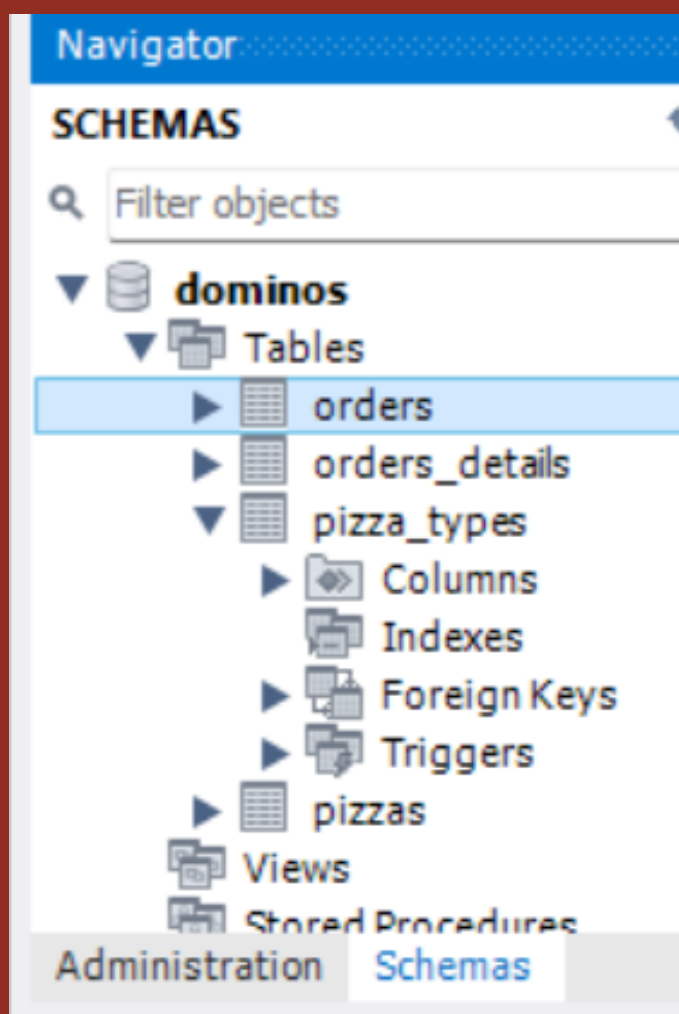 Navigator
SCHEMAS
Filter objects
dominos
Tables
orders
orders_details
pizza_types
Columns
Indexes
Foreign Keys
Triggers
pizzas
Views
Stored Procedures
Administration Schemas